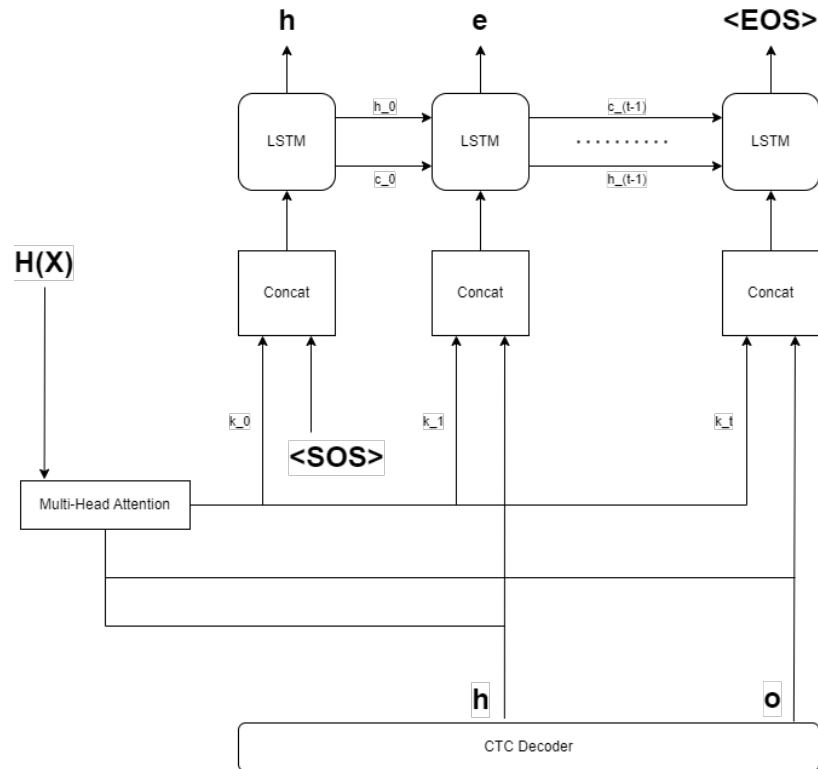 h e <EOS>
h_0 c_(t-1)
LSTM LSTM .......... LSTM
c_0 h_(t-1)
H(X)
Concat Concat Concat
k_0 k_1 k_t
<SOS>
Multi-Head Attention
h o
CTC Decoder